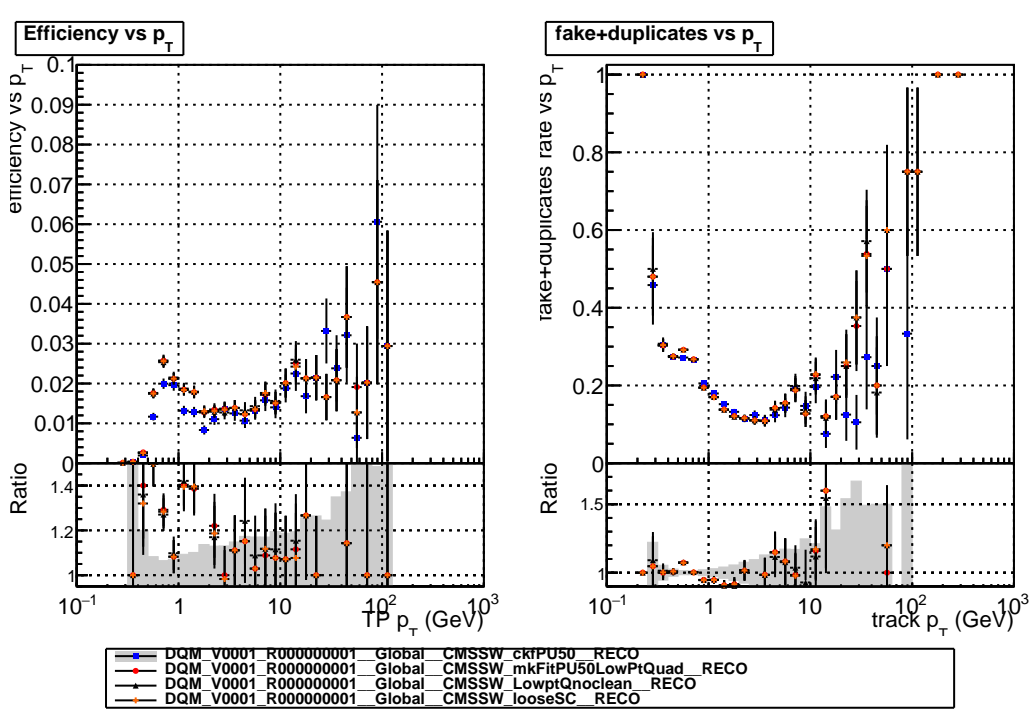 Efficiency vs p_T
efficiency vs p_T
0.1
0.09
0.08
0.07
0.06
0.05
0.04
0.03
0.02
0.01
0
Ratio
1.4
1.2
1
10^−1
1
10
10^2
10^3
TP p_T (GeV)
fake+duplicates vs p_T
fake+duplicates rate vs p_T
1
0.8
0.6
0.4
0.2
0
Ratio
1.5
1
10^−1
1
10
10^2
10^3
track p_T (GeV)
DQM_V0001_R000000001__Global__CMSSW_ckfPU50__RECO
DQM_V0001_R000000001__Global__CMSSW_mkFitPU50LowPtQuad__RECO
DQM_V0001_R000000001__Global__CMSSW_LowptQnoclean__RECO
DQM_V0001_R000000001__Global__CMSSW_looseSC__RECO